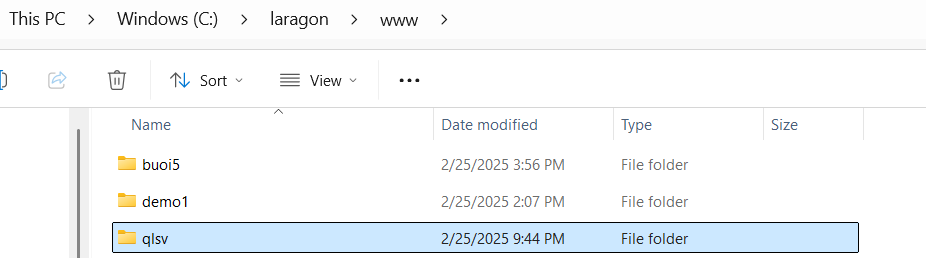 This PC > Windows (C:) > laragon > www >
Sort View •••
Name Date modified Type Size
buoi5 2/25/2025 3:56 PM File folder
demo1 2/25/2025 2:07 PM File folder
qlsv 2/25/2025 9:44 PM File folder